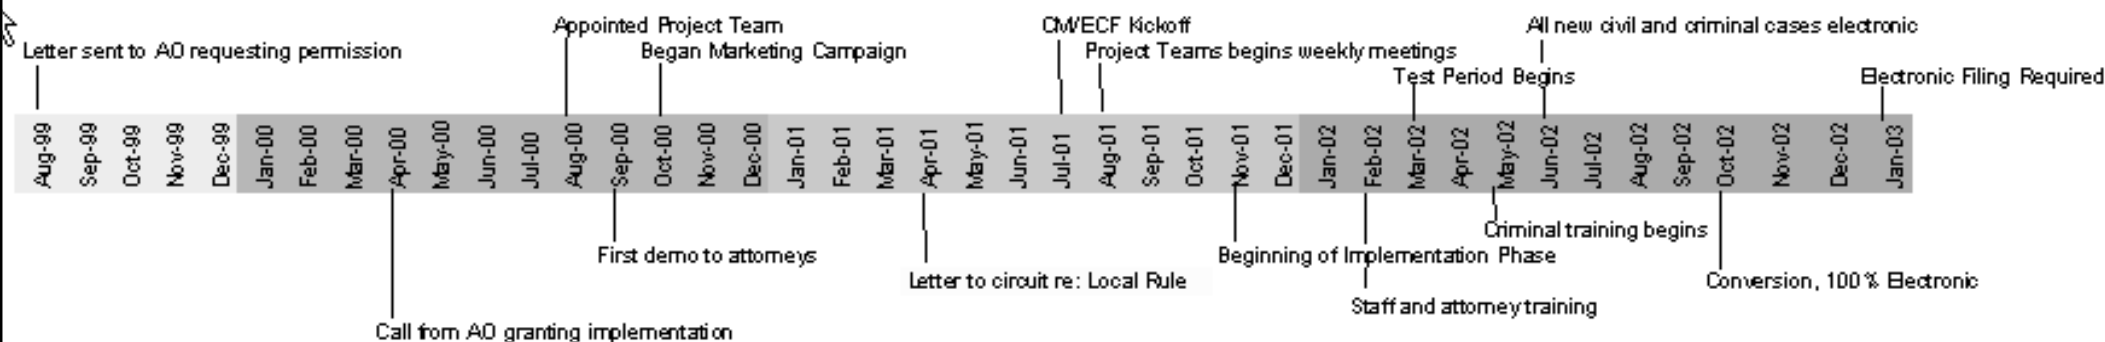 Appointed Project Team
CM/ECF Kickoff
All new civil and criminal cases electronic
Letter sent to AO requesting permission
Began Marketing Campaign
Project Teams begins weekly meetings
Test Period Begins
Electronic Filing Required
Aug-99
Sep-99
Oct-99
Nov-99
Dec-99
Jan-00
Feb-00
Mar-00
Apr-00
May-00
Jun-00
Jul-00
Aug-00
Sep-00
Oct-00
Nov-00
Dec-00
Jan-01
Feb-01
Mar-01
Apr-01
May-01
Jun-01
Jul-01
Aug-01
Sep-01
Oct-01
Nov-01
Dec-01
Jan-02
Feb-02
Mar-02
Apr-02
May-02
Jun-02
Jul-02
Aug-02
Sep-02
Oct-02
Nov-02
Dec-02
Jan-03
Criminal training begins
First demo to attorneys
Beginning of Implementation Phase
Letter to circuit re: Local Rule
Conversion, 100% Electronic
Staff and attorney training
Call from AO granting implementation